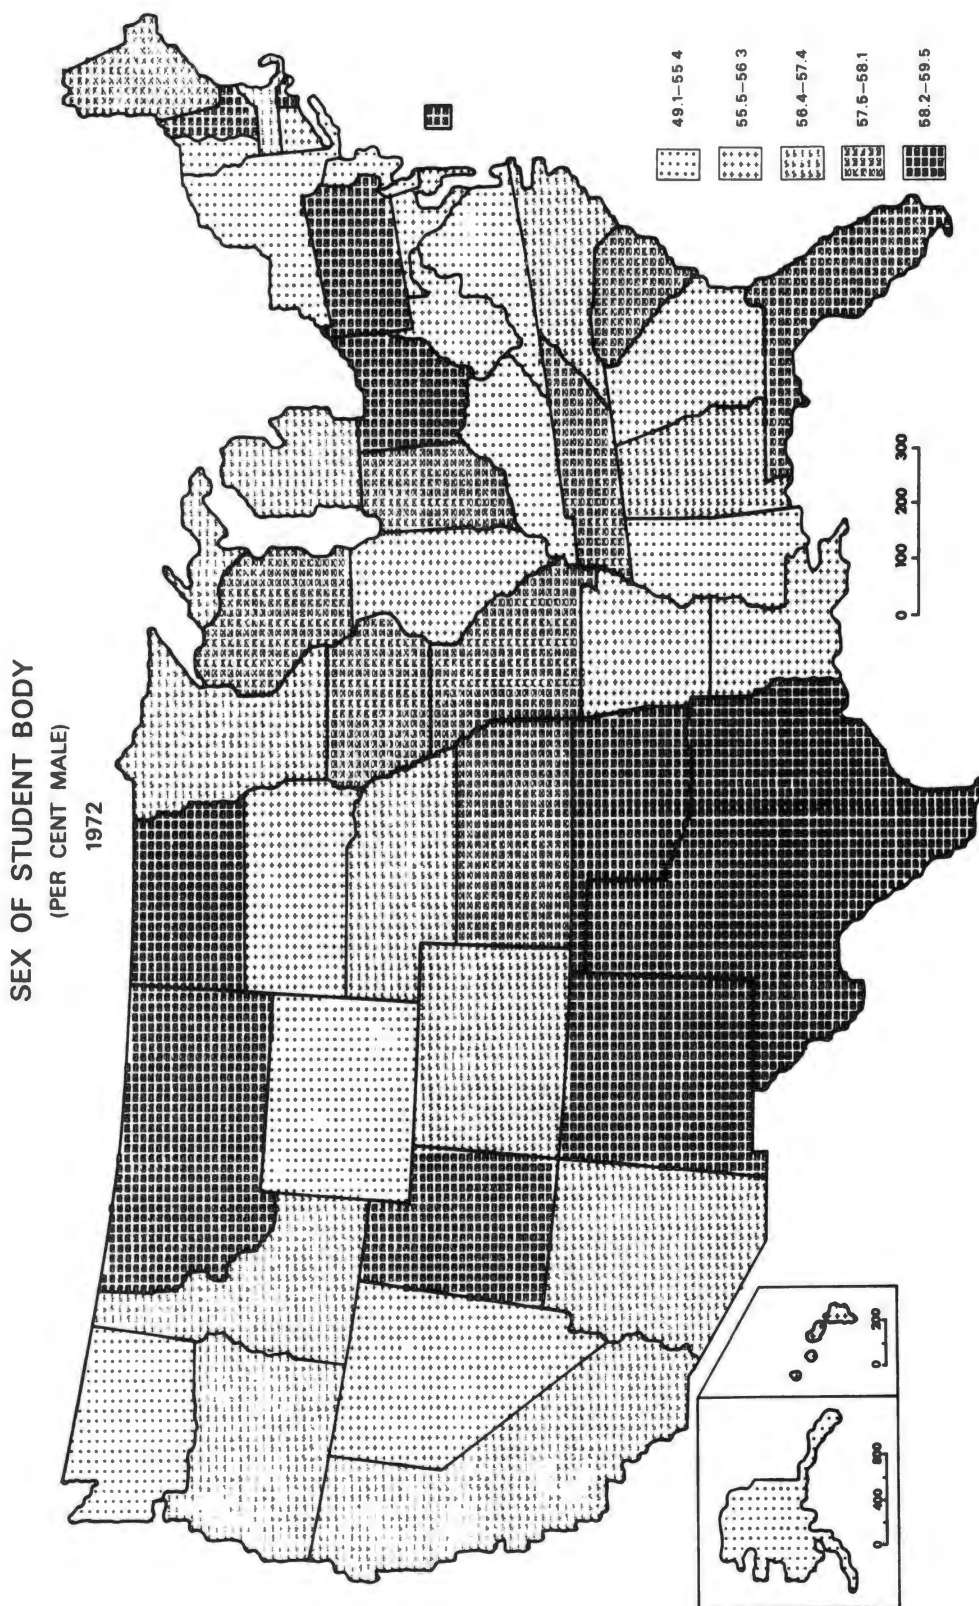 SEX OF STUDENT BODY
(PER CENT MALE)
1972
49.1–55.4
55.5–56.3
56.4–57.4
57.5–58.1
58.2–59.5
0 100 200 300
0 400 800
0 200